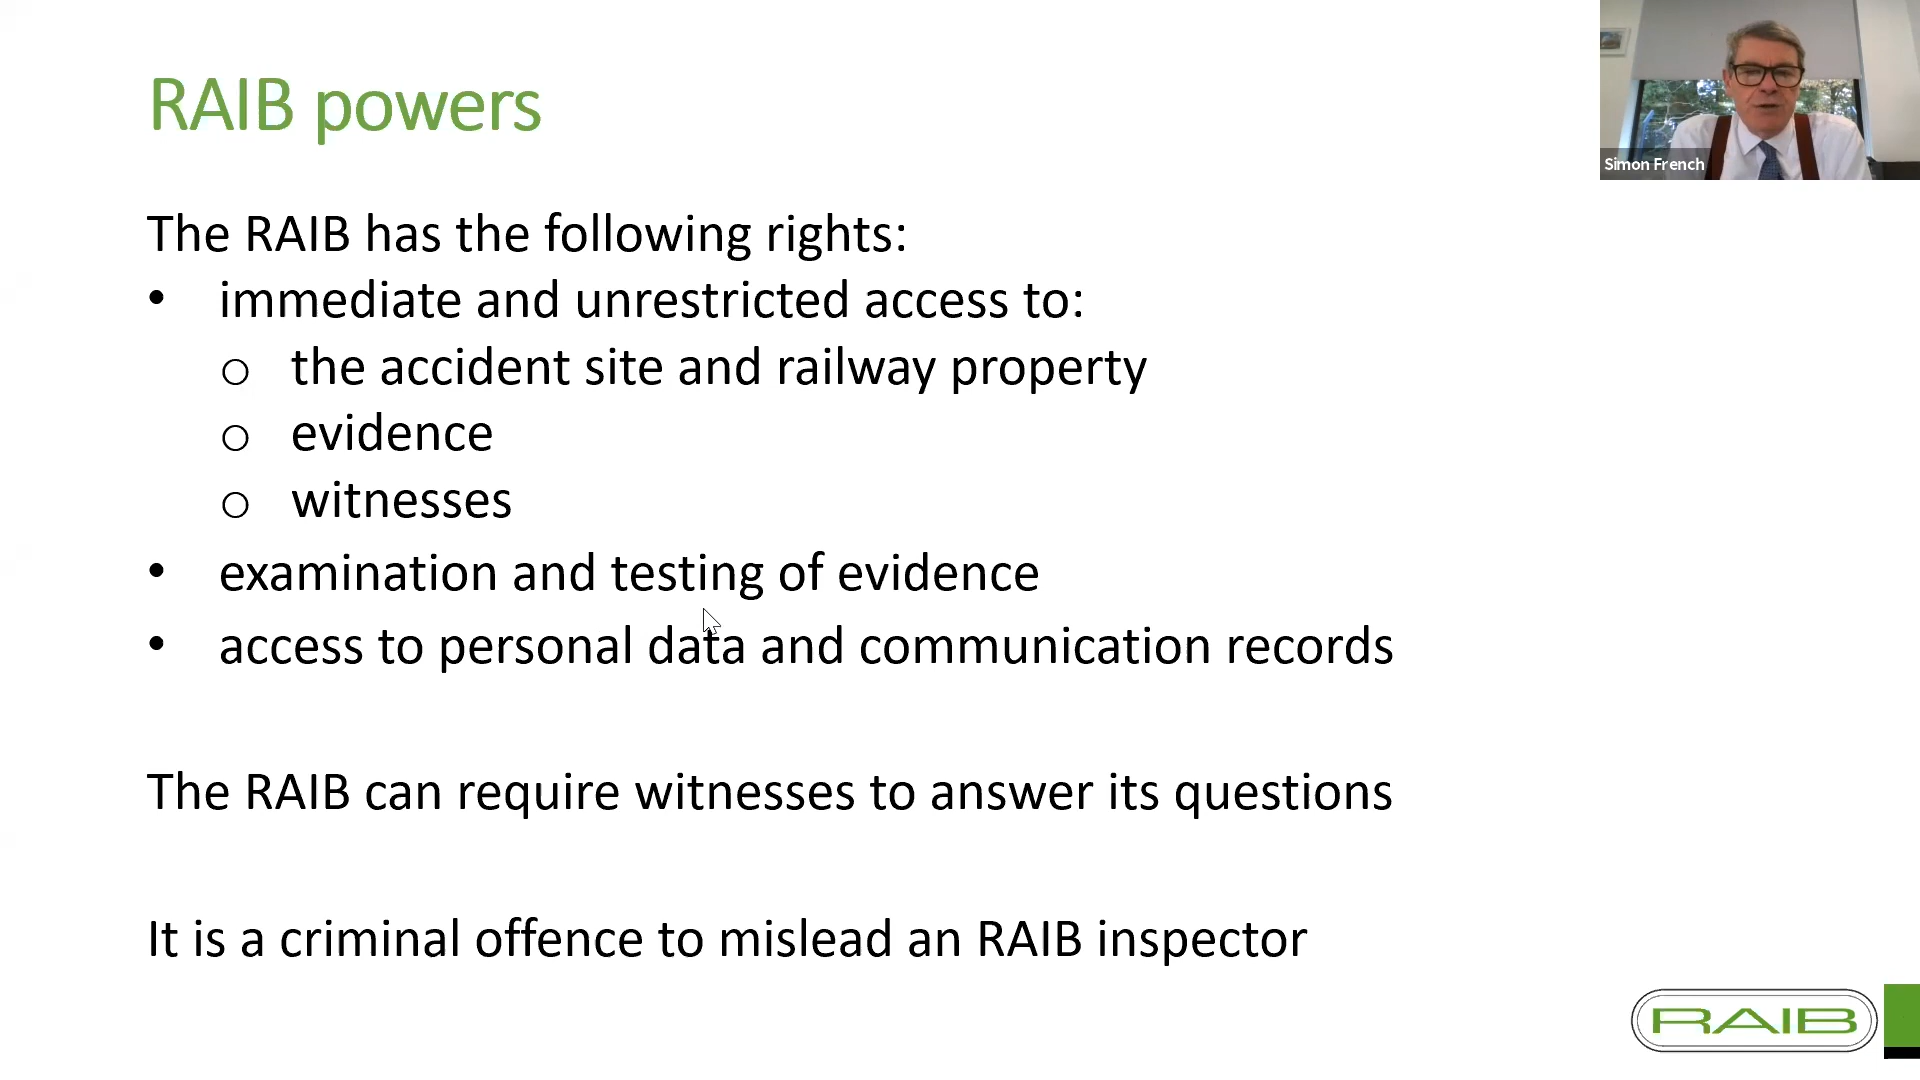 RAIB powers
Simon French
The RAIB has the following rights:
• immediate and unrestricted access to:
o the accident site and railway property
o evidence
o witnesses
• examination and testing of evidence
• access to personal data and communication records
The RAIB can require witnesses to answer its questions
It is a criminal offence to mislead an RAIB inspector
RAIB